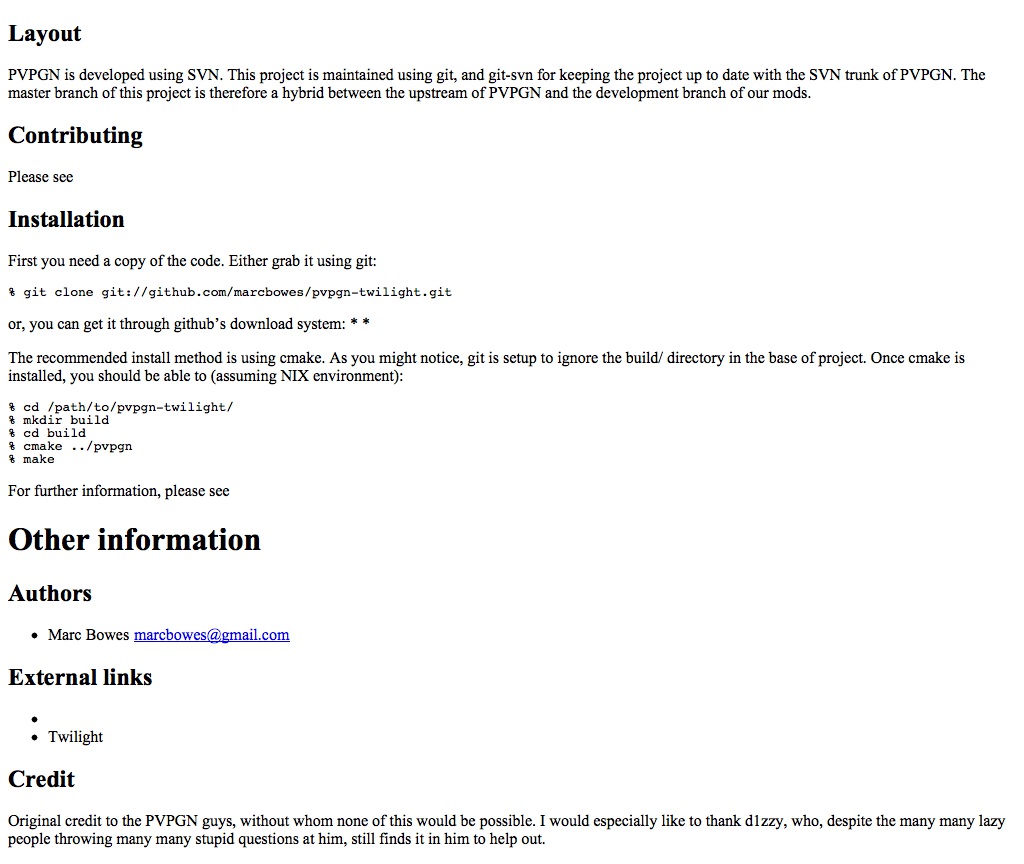 Layout
PVPGN is developed using SVN. This project is maintained using git, and git-svn for keeping the project up to date with the SVN trunk of PVPGN. The
master branch of this project is therefore a hybrid between the upstream of PVPGN and the development branch of our mods.
Contributing
Please see
Installation
First you need a copy of the code. Either grab it using git:
% git clone git://github.com/marcbowes/pvpgn-twilight.git
or, you can get it through github’s download system: * *
The recommended install method is using cmake. As you might notice, git is setup to ignore the build/ directory in the base of project. Once cmake is
installed, you should be able to (assuming NIX environment):
% cd /path/to/pvpgn-twilight/
% mkdir build
% cd build
% cmake ../pvpgn
% make
For further information, please see
Other information
Authors
• Marc Bowes marcbowes@gmail.com
External links
•
• Twilight
Credit
Original credit to the PVPGN guys, without whom none of this would be possible. I would especially like to thank d1zzy, who, despite the many many lazy
people throwing many many stupid questions at him, still finds it in him to help out.